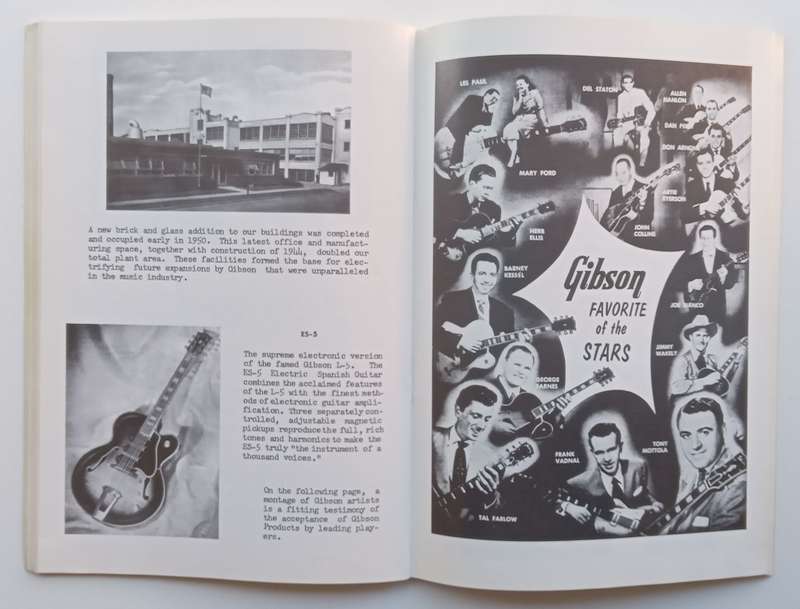 A new brick and glass addition to our buildings was completed
and occupied early in 1950. This latest office and manufact-
uring space, together with construction of 1944, doubled our
total plant area. These facilities formed the base for elec-
trifying future expansions by Gibson that were unparalleled
in the music industry.
ES-5
The supreme electronic version
of the famed Gibson L-5. The
ES-5 Electric Spanish Guitar
combines the acclaimed features
of the L-5 with the finest meth-
ods of electronic guitar ampli-
fication. Three separately con-
trolled, adjustable magnetic
pickups reproduce the full, rich
tones and harmonics to make the
ES-5 truly "the instrument of a
thousand voices."
On the following page, a
montage of Gibson artists
is a fitting testimony of
the acceptance of Gibson
Products by leading play-
ers.
LES PAUL
MARY FORD
DEL STATON
ALLEN
HANLON
DAN
DON ARNO
ARTIE
RYERSON
JOHN
COLLINS
HERB
ELLIS
BARNEY
KESSEL
Gibson
FAVORITE
of the
STARS
JOE
JIMMY
WAKELY
GEORGE
BARNES
FRANK
VADNAL
TONY
MOTTOLA
TAL FARLOW